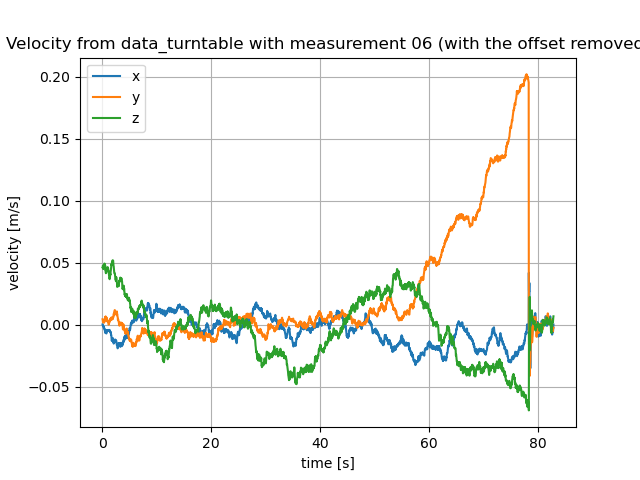 Velocity from data_turntable with measurement 06 (with the offset removed
x
y
z
0.20
0.15
0.10
0.05
0.00
−0.05
velocity [m/s]
0
20
40
60
80
time [s]